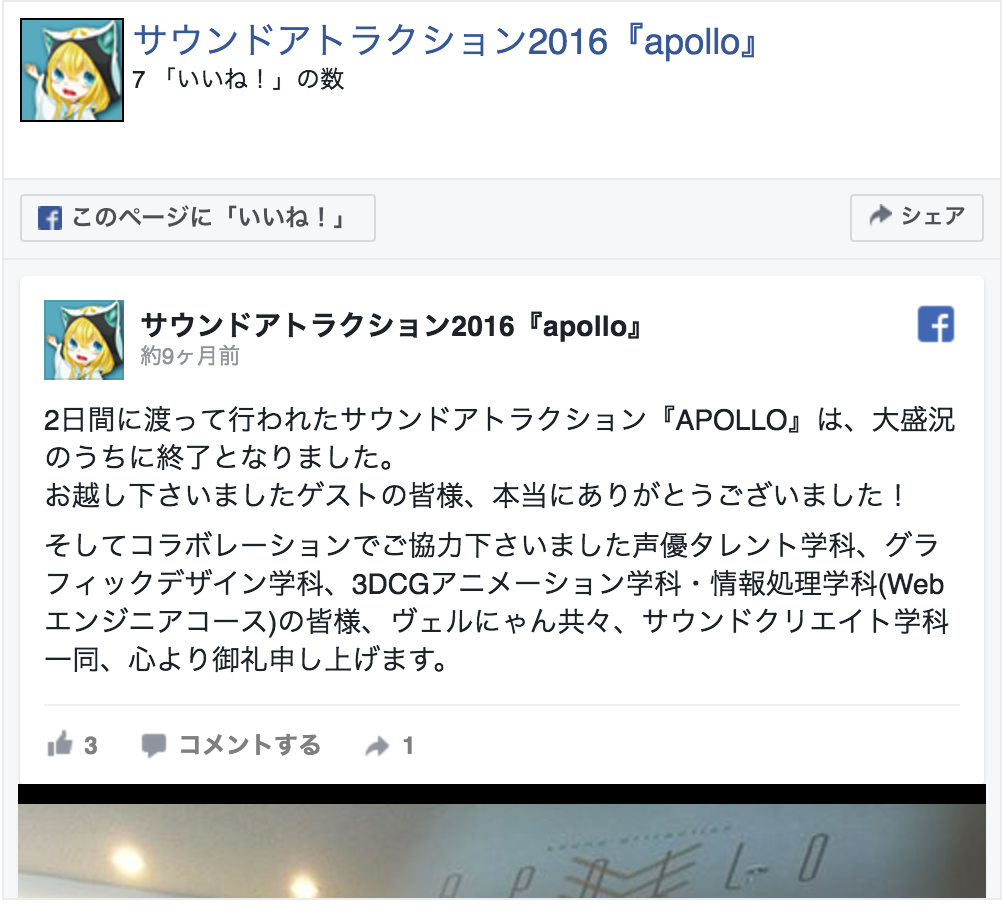 サウンドアトラクション2016『apollo』
7 「いいね！」の数
このページに「いいね！」
シェア
サウンドアトラクション2016『apollo』
約9ヶ月前
2日間に渡って行われたサウンドアトラクション『APOLLO』は、大盛況
のうちに終了となりました。
お越し下さいましたゲストの皆様、本当にありがとうございました！
そしてコラボレーションでご協力下さいました声優タレント学科、グラ
フィックデザイン学科、3DCGアニメーション学科・情報処理学科(Web
エンジニアコース)の皆様、ヴェルにゃん共々、サウンドクリエイト学科
一同、心より御礼申し上げます。
3
コメントする
1